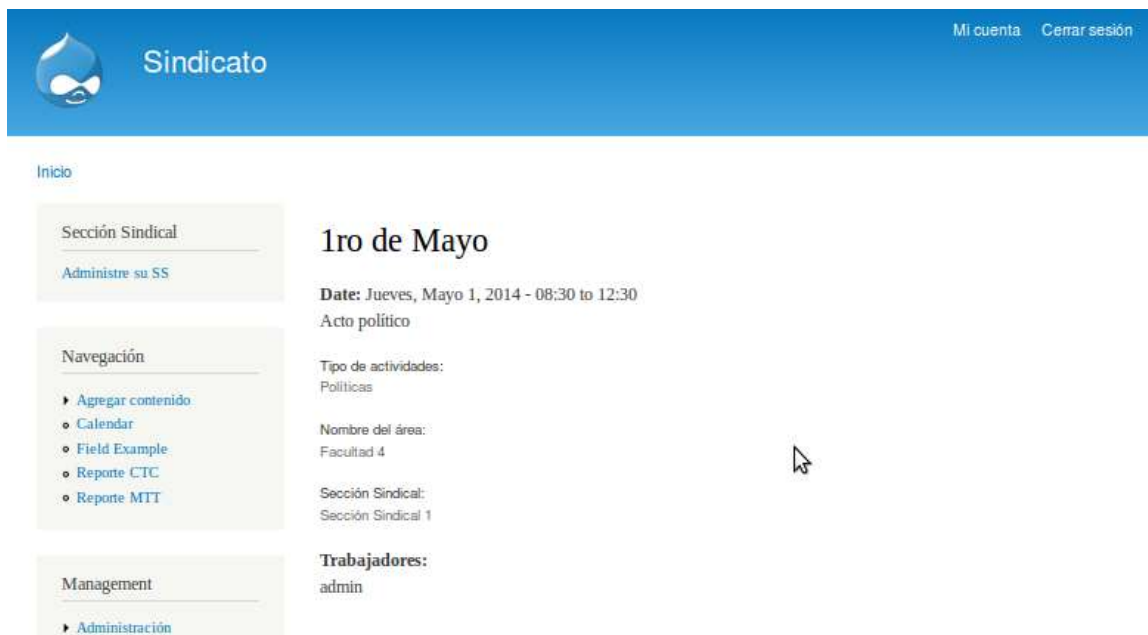 Mi cuenta Cerrar sesión
Sindicato
Inicio
Sección Sindical
Administre su SS
Navegación
Agregar contenido
Calendar
Field Example
Reporte CTC
Reporte MTT
Management
Administración
1ro de Mayo
Date: Jueves, Mayo 1, 2014 - 08:30 to 12:30
Acto político
Tipo de actividades:
Políticas
Nombre del área:
Facultad 4
Sección Sindical:
Sección Sindical 1
Trabajadores:
admin